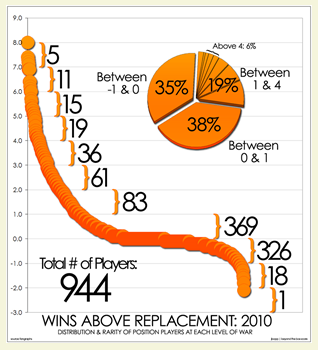 9.0
8.0
7.0
6.0
5.0
4.0
3.0
2.0
1.0
0.0
-1.0
-2.0
-3.0
5
11
15
19
36
61
83
369
326
18
1
Above 4: 6%
Between
-1 & 0
35%
19%
Between
1 & 4
38%
Between
0 & 1
Total # of Players:
944
WINS ABOVE REPLACEMENT: 2010
DISTRIBUTION & RARITY OF POSITION PLAYERS AT EACH LEVEL OF WAR